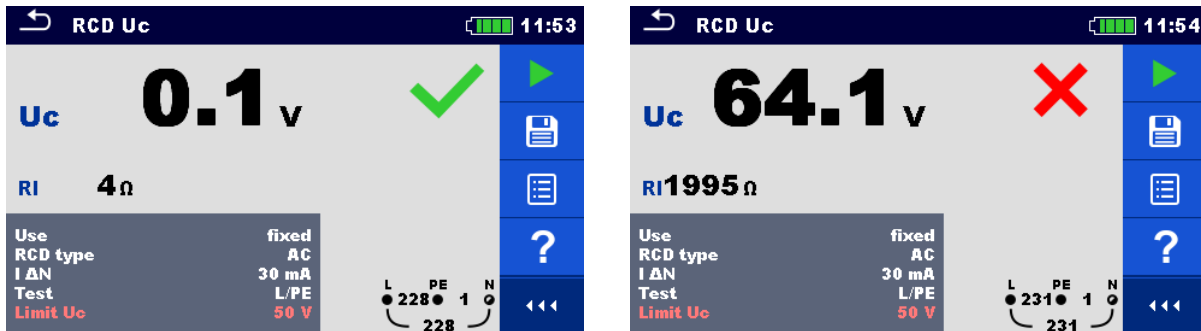 RCD Uc 11:53
Uc 0.1 V
RI 4 Ω
Use fixed
RCD type AC
I ΔN 30 mA
Test L/PE
Limit Uc 50 V
?
L PE N
228 1
228
RCD Uc 11:54
Uc 64.1 V
RI 1995 Ω
Use fixed
RCD type AC
I ΔN 30 mA
Test L/PE
Limit Uc 50 V
?
L PE N
231 1
231